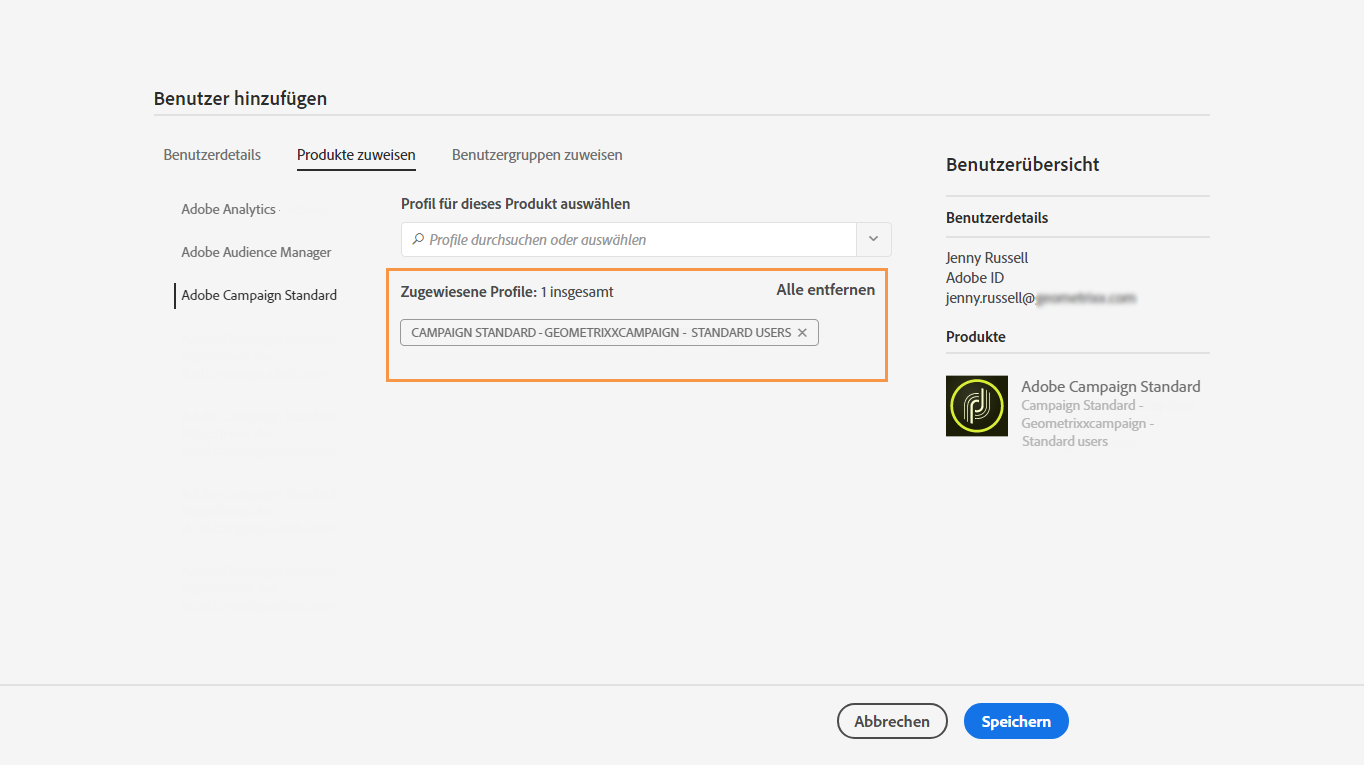 Benutzer hinzufügen
Benutzerdetails
Produkte zuweisen
Benutzergruppen zuweisen
Adobe Analytics
Adobe Audience Manager
Adobe Campaign Standard
Profil für dieses Produkt auswählen
Profile durchsuchen oder auswählen
Zugewiesene Profile: 1 insgesamt
Alle entfernen
CAMPAIGN STANDARD - GEOMETRIXXCAMPAIGN - STANDARD USERS
Benutzerübersicht
Benutzerdetails
Jenny Russell
Adobe ID
jenny.russell@
Produkte
Adobe Campaign Standard
Campaign Standard -
Geometrixxcampaign -
Standard users
Abbrechen
Speichern